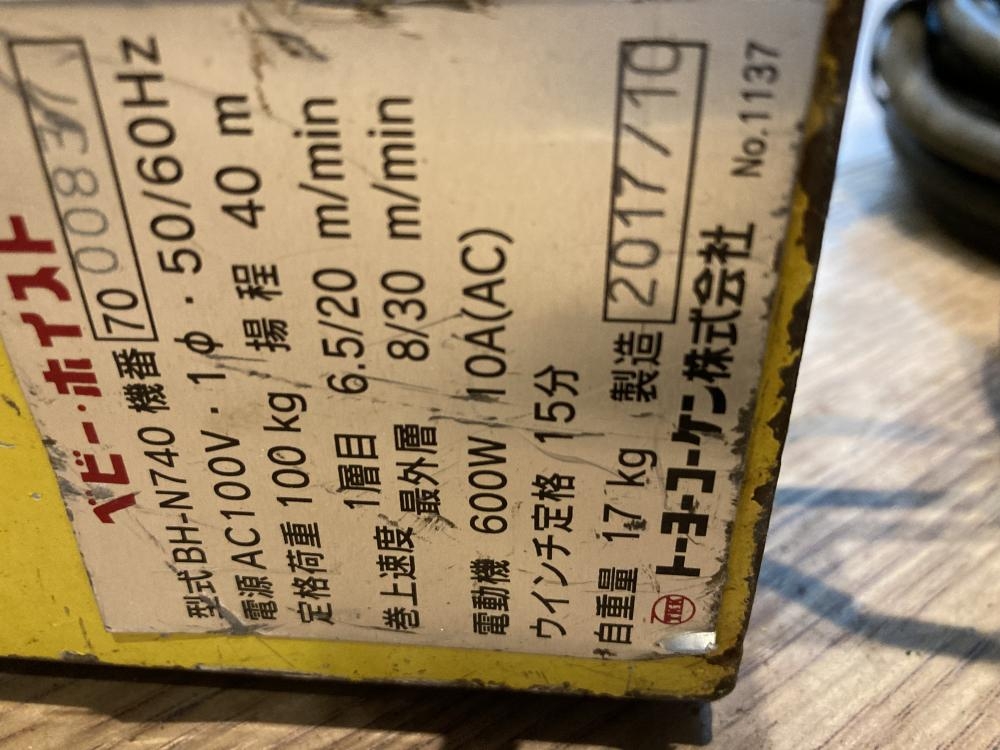 ベビー・ホイスト
型式 BH-N740 機番 70 00837
電源 AC100V・1φ・50/60Hz
定格荷重 100 kg 揚程 40 m
巻上速度 1層目 6.5/20 m/min
最外層 8/30 m/min
電動機 600W 10A(AC)
ウインチ定格 15分
*自重量 17 kg 製造 2017/10
TKK トーヨーコーケン株式会社 No.1137